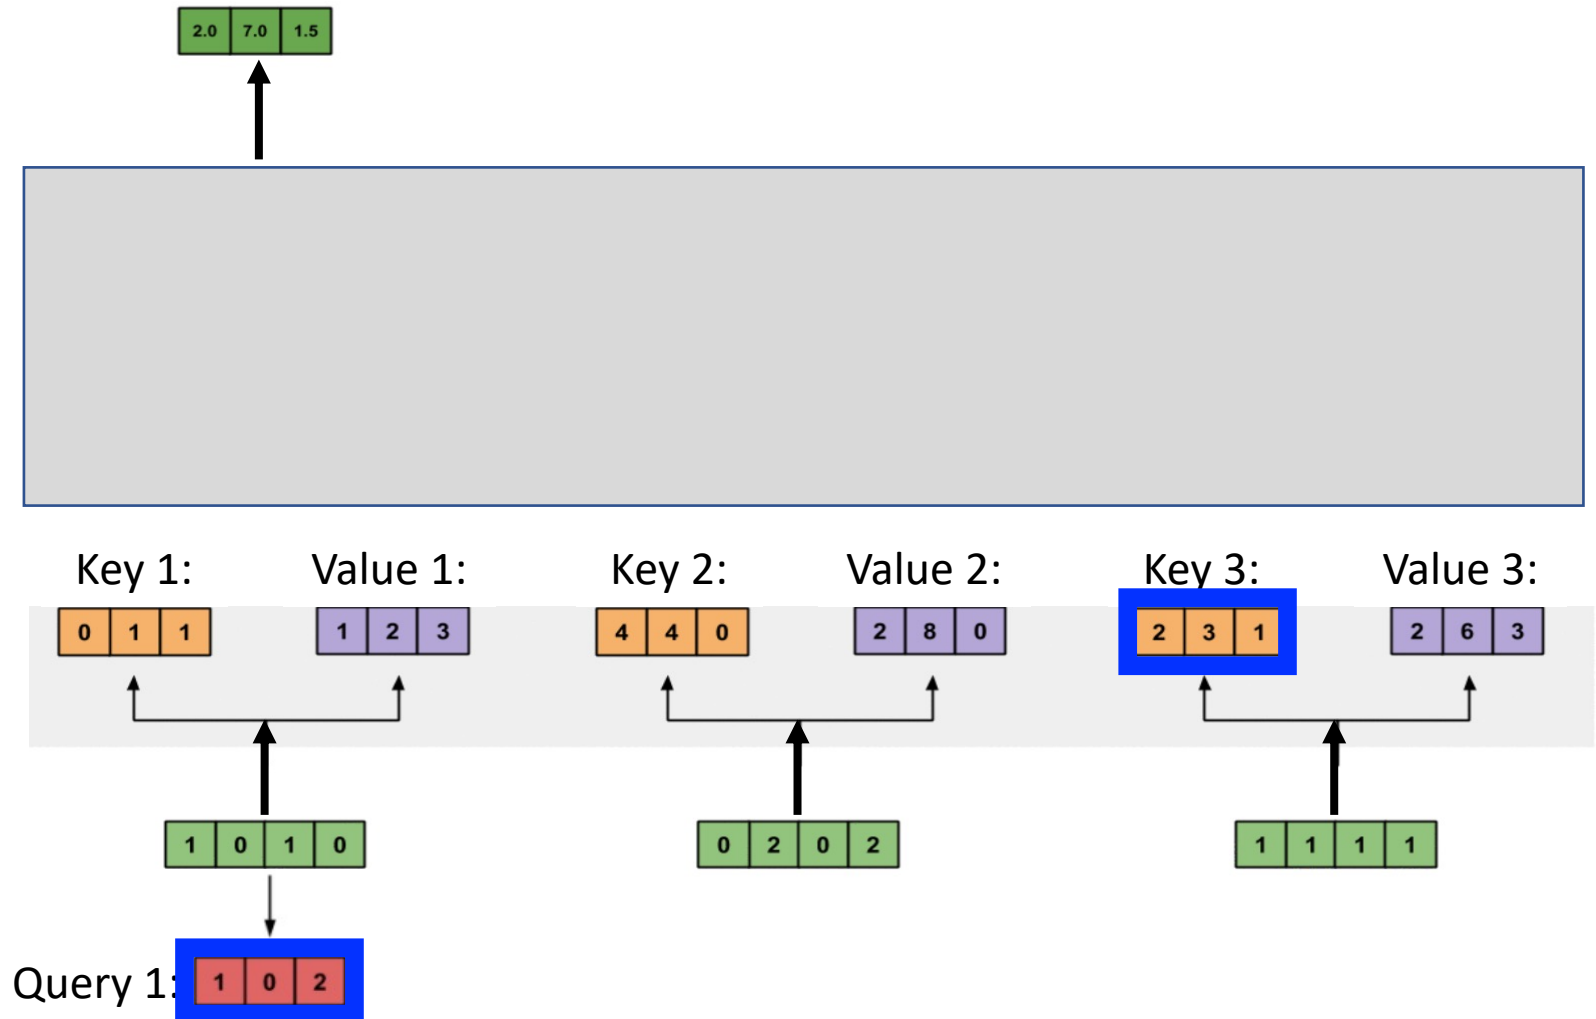 2.0 7.0 1.5
Key 1: Value 1: Key 2: Value 2: Key 3: Value 3:
0 1 1 1 2 3 4 4 0 2 8 0 2 3 1 2 6 3
1 0 1 0 0 2 0 2 1 1 1 1
Query 1: 1 0 2